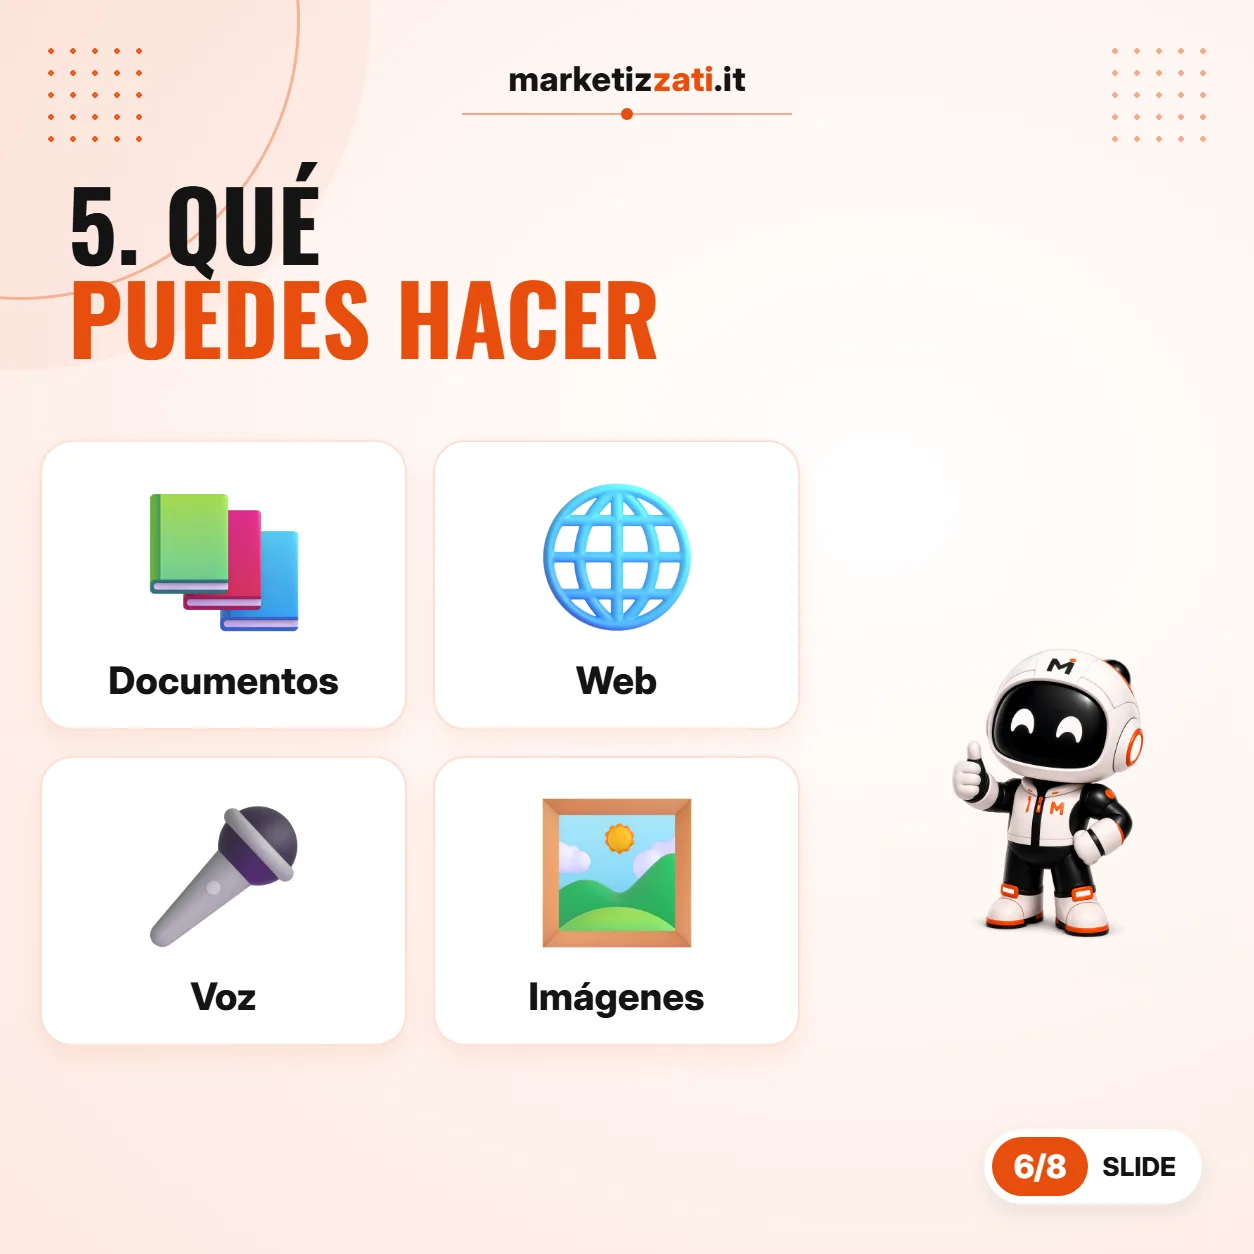 marketizzati.it
5. QUÉ
PUEDES HACER
Documentos
Web
Voz
Imágenes
M
M
6/8 SLIDE